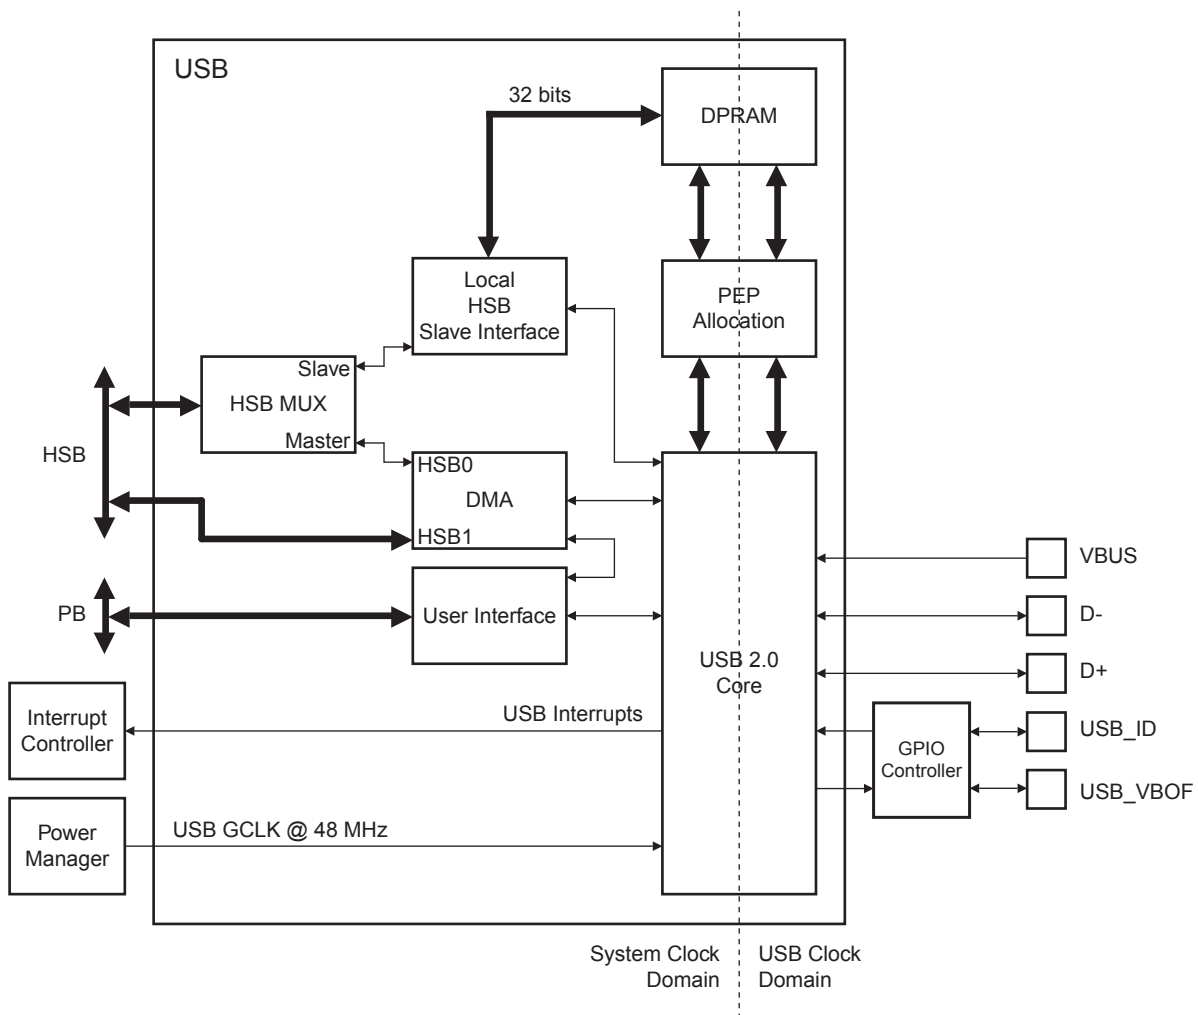 USB
32 bits
DPRAM
Local
HSB
Slave Interface
PEP
Allocation
Slave
HSB MUX
Master
HSB
HSB0
DMA
HSB1
PB
User Interface
USB 2.0
Core
VBUS
D-
D+
USB_ID
USB_VBOF
GPIO
Controller
Interrupt
Controller
USB Interrupts
Power
Manager
USB GCLK @ 48 MHz
System Clock
Domain
USB Clock
Domain